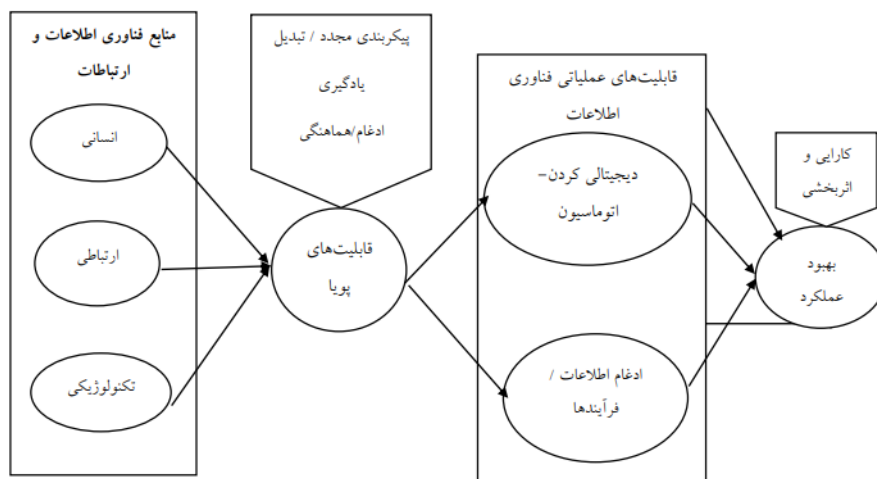 منابع فناوری اطلاعات و
ارتباطات
انسانی
ارتباطی
تکنولوژیکی
پیکربندی مجدد / تبدیل
یادگیری
ادغام/هماهنگی
قابلیت‌های
پویا
قابلیت‌های عملیاتی فناوری
اطلاعات
دیجیتالی کردن-
اتوماسیون
ادغام اطلاعات /
فرآیندها
کارایی و
اثربخشی
بهبود
عملکرد